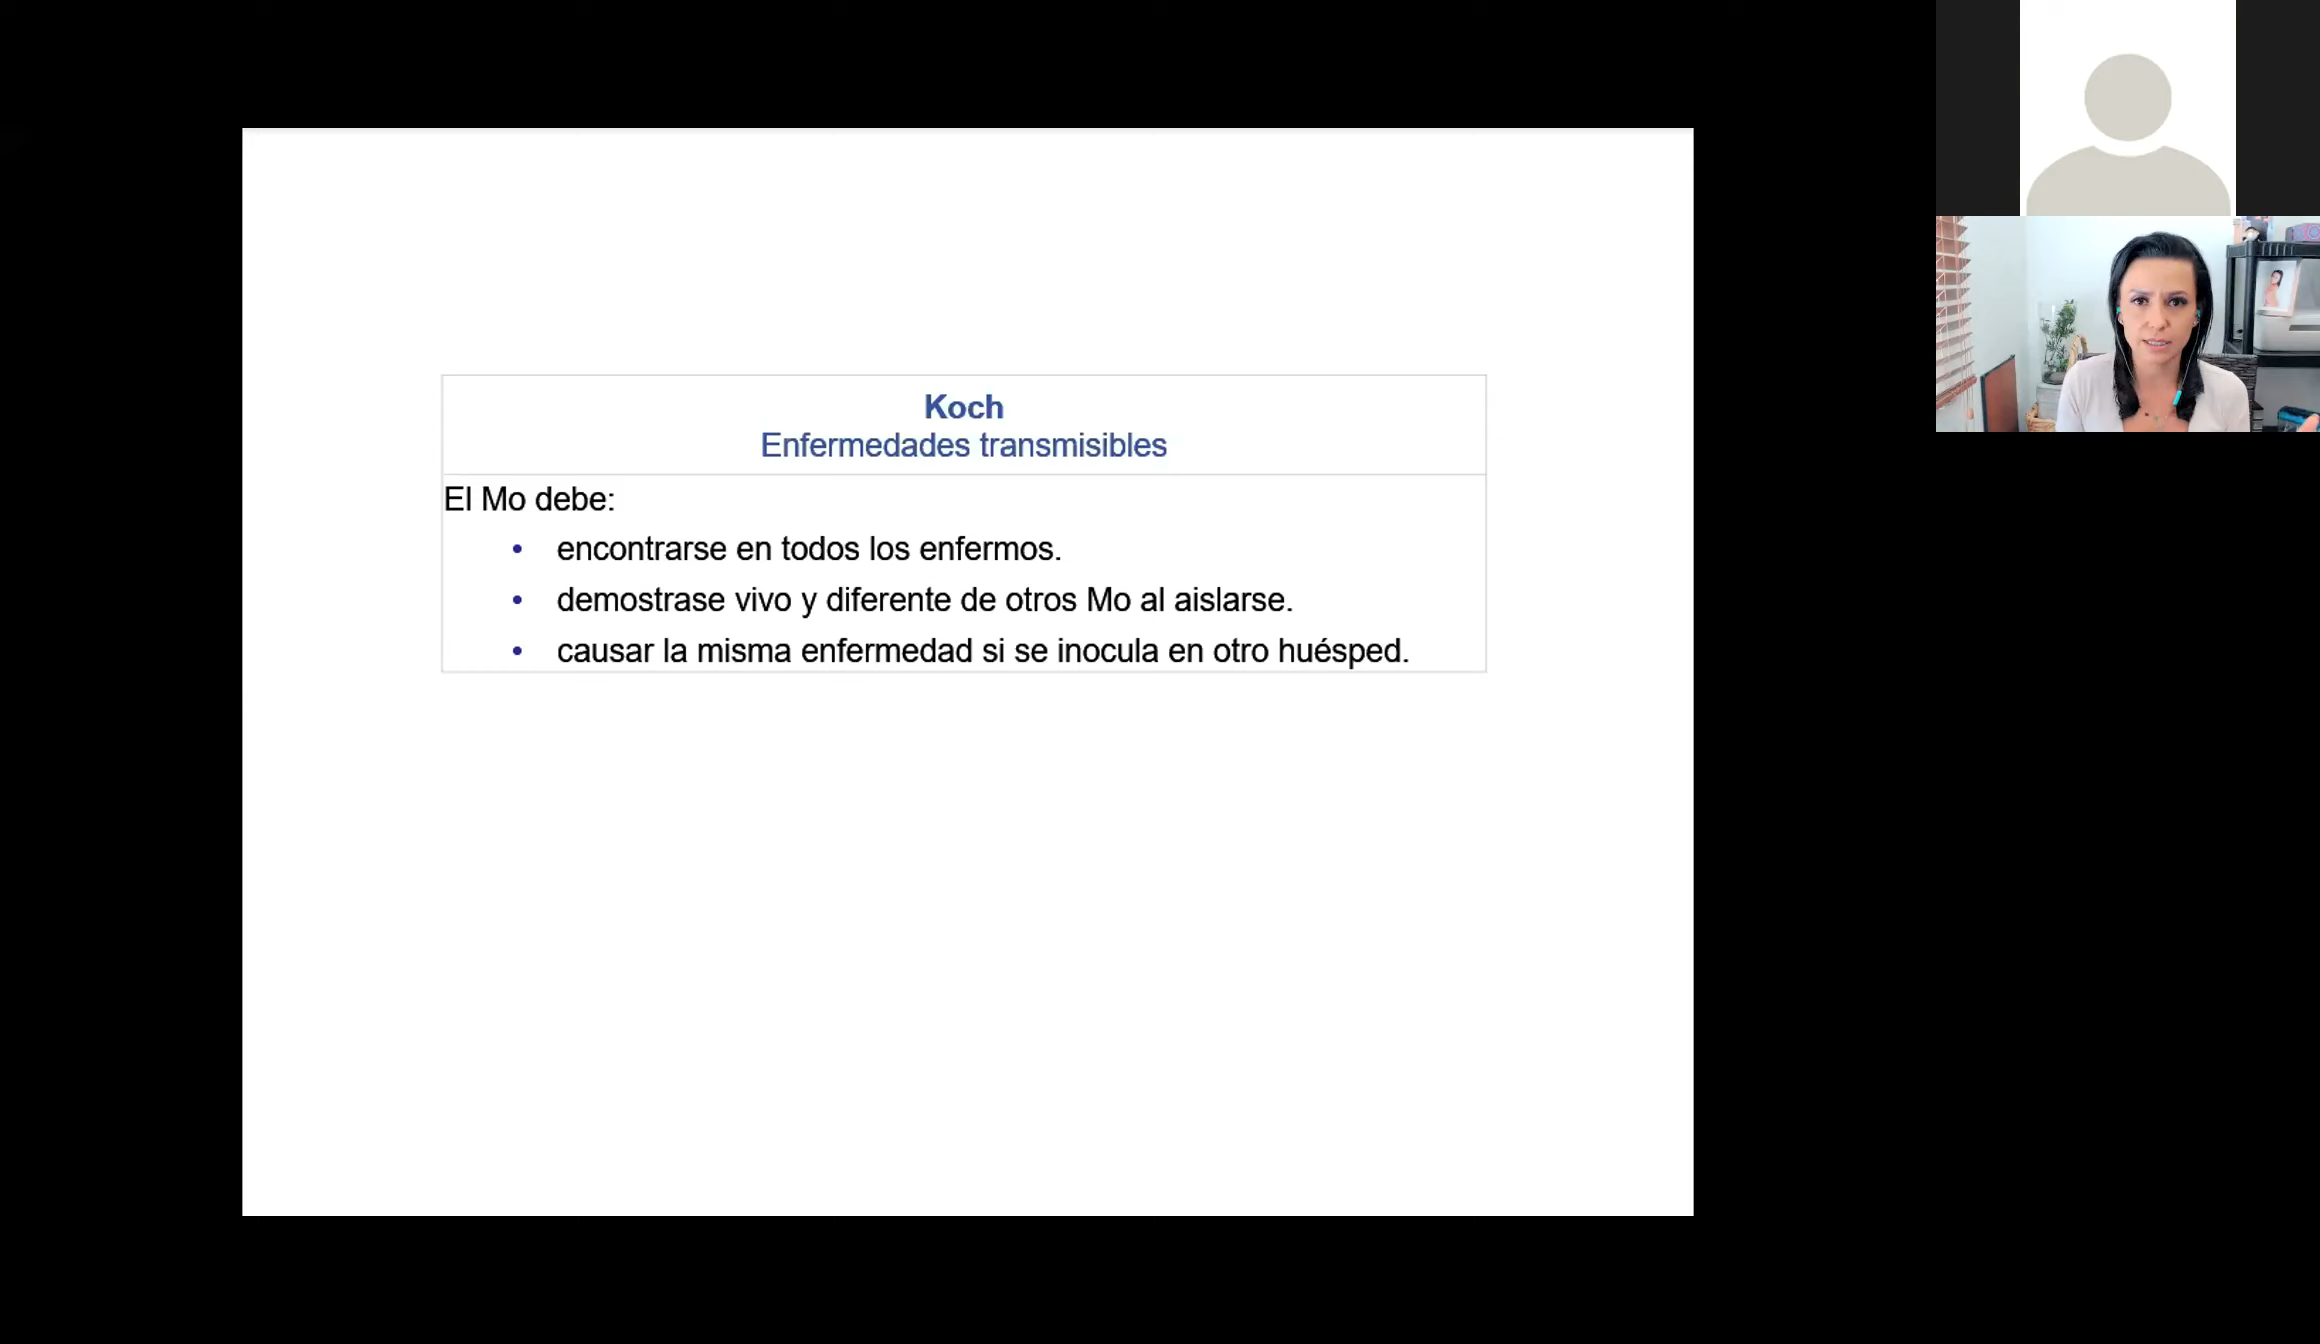 Koch
Enfermedades transmisibles
El Mo debe:
• encontrarse en todos los enfermos.
• demostrase vivo y diferente de otros Mo al aislarse.
• causar la misma enfermedad si se inocula en otro huésped.